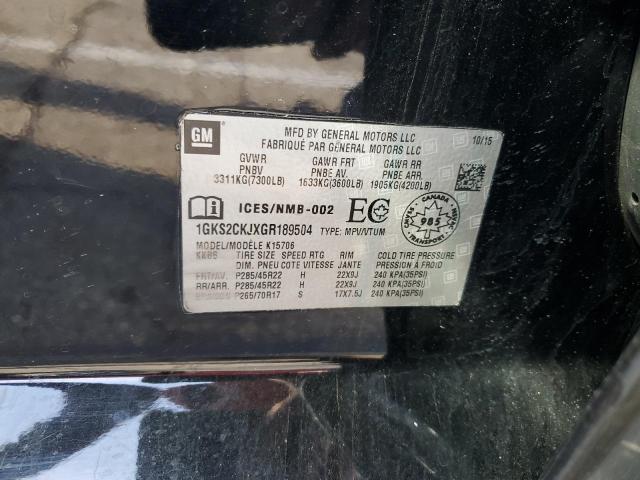 GM
MFD BY GENERAL MOTORS LLC 10/15
FABRIQUÉ PAR GENERAL MOTORS LLC
GVWR GAWR FRT GAWR RR
PNBV PNBE AV. PNBE ARR.
3311KG(7300LB) 1633KG(3600LB) 1905KG(4200LB)
ICES/NMB-002 EC
CANADA
985
TRANSPORT
1GKS2CKJXGR189504 TYPE: MPV/VTUM
MODEL/MODÈLE K15706
TIRE SIZE SPEED RTG RIM COLD TIRE PRESSURE
DIM. PNEU COTE VITESSE JANTE PRESSION À FROID
FRT/AV. P285/45R22 H 22X9J 240 KPA(35PSI)
RR/ARR. P285/45R22 H 22X9J 240 KPA(35PSI)
P265/70R17 S 17X7.5J 240 KPA(35PSI)